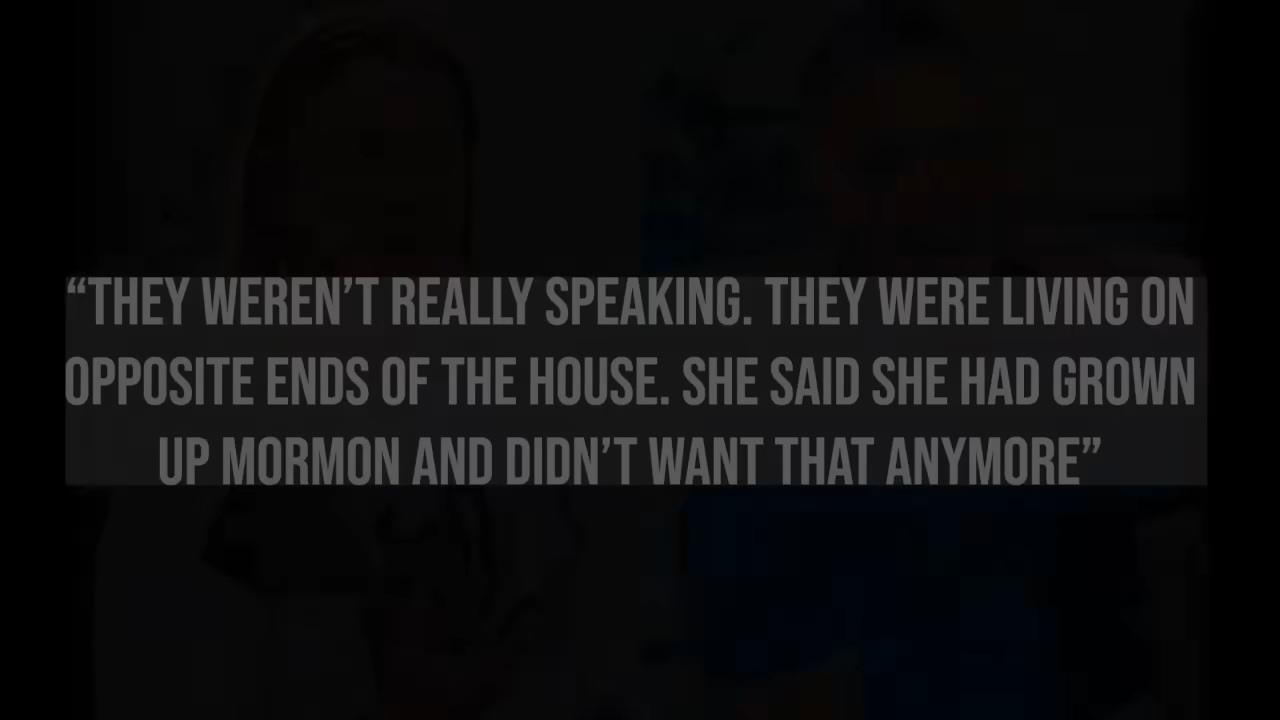 “THEY WEREN’T REALLY SPEAKING. THEY WERE LIVING ON
OPPOSITE ENDS OF THE HOUSE. SHE SAID SHE HAD GROWN
UP MORMON AND DIDN’T WANT THAT ANYMORE”